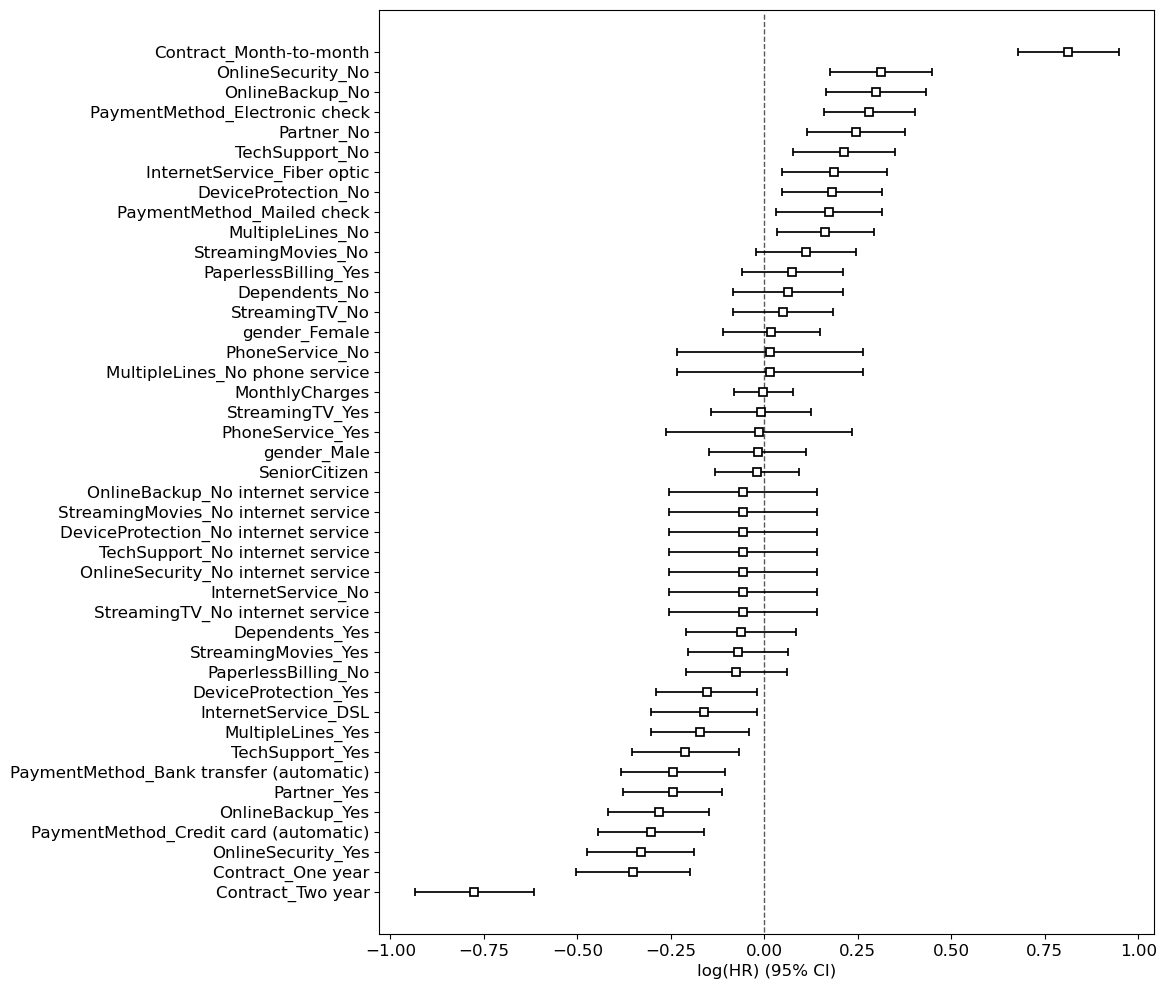 Contract_Month-to-month
OnlineSecurity_No
OnlineBackup_No
PaymentMethod_Electronic check
Partner_No
TechSupport_No
InternetService_Fiber optic
DeviceProtection_No
PaymentMethod_Mailed check
MultipleLines_No
StreamingMovies_No
PaperlessBilling_Yes
Dependents_No
StreamingTV_No
gender_Female
PhoneService_No
MultipleLines_No phone service
MonthlyCharges
StreamingTV_Yes
PhoneService_Yes
gender_Male
SeniorCitizen
OnlineBackup_No internet service
StreamingMovies_No internet service
DeviceProtection_No internet service
TechSupport_No internet service
OnlineSecurity_No internet service
InternetService_No
StreamingTV_No internet service
Dependents_Yes
StreamingMovies_Yes
PaperlessBilling_No
DeviceProtection_Yes
InternetService_DSL
MultipleLines_Yes
TechSupport_Yes
PaymentMethod_Bank transfer (automatic)
Partner_Yes
OnlineBackup_Yes
PaymentMethod_Credit card (automatic)
OnlineSecurity_Yes
Contract_One year
Contract_Two year
−1.00 −0.75 −0.50 −0.25 0.00 0.25 0.50 0.75 1.00
log(HR) (95% CI)